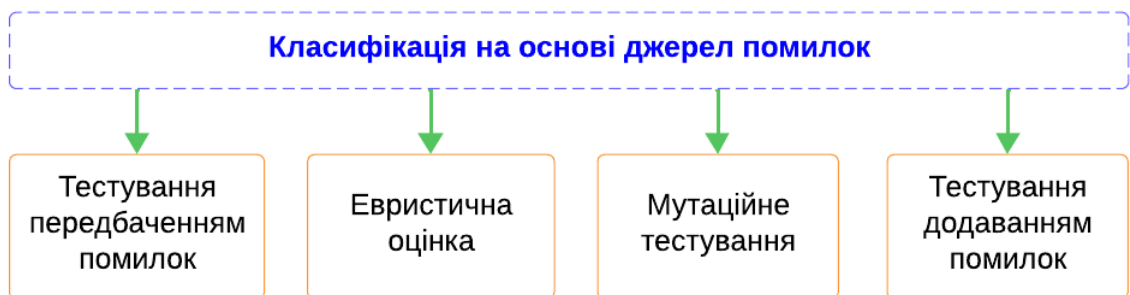 Класифікація на основі джерел помилок
Тестування
передбаченням
помилок
Евристична
оцінка
Мутаційне
тестування
Тестування
додаванням
помилок